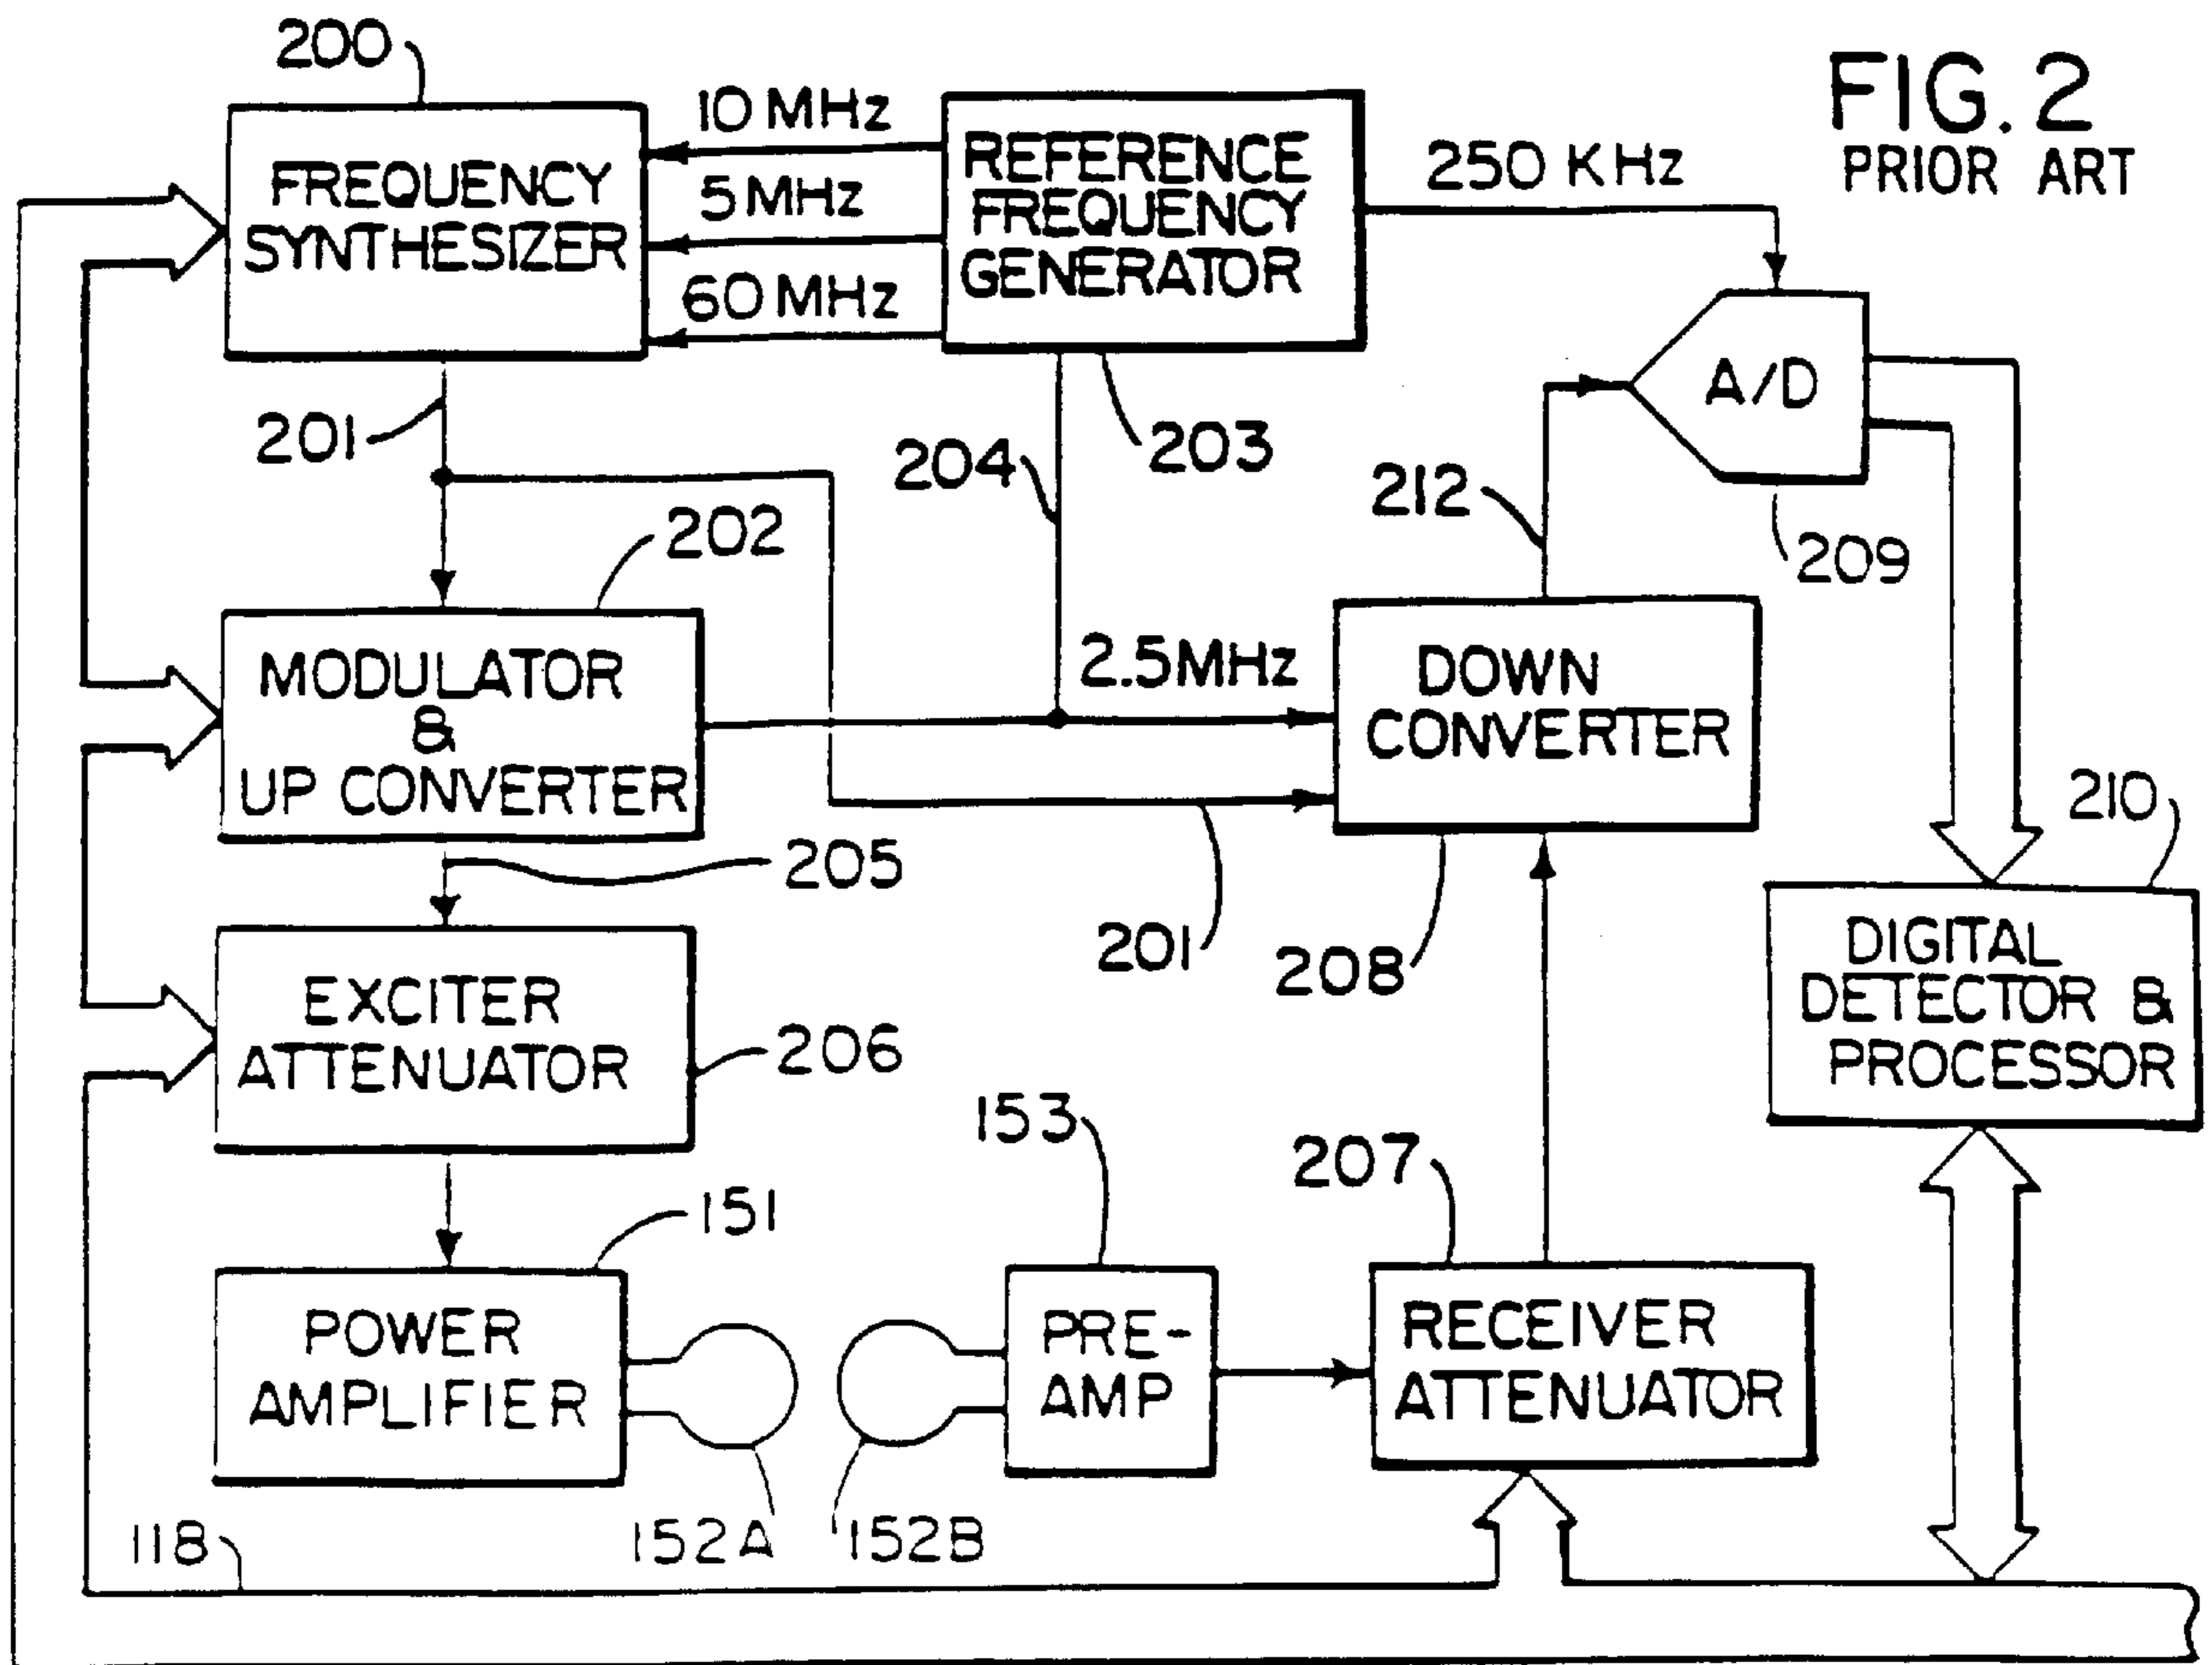 FIG. 2
PRIOR ART
200
FREQUENCY
SYNTHESIZER
10 MHz
5 MHz
60 MHz
REFERENCE
FREQUENCY
GENERATOR
250 KHz
A/D
201
204
203
212
209
202
MODULATOR
&
UP CONVERTER
2.5MHz
DOWN
CONVERTER
210
205
201
208
DIGITAL
DETECTOR &
PROCESSOR
EXCITER
ATTENUATOR
206
153
207
151
POWER
AMPLIFIER
PRE-
AMP
RECEIVER
ATTENUATOR
118
152A
152B